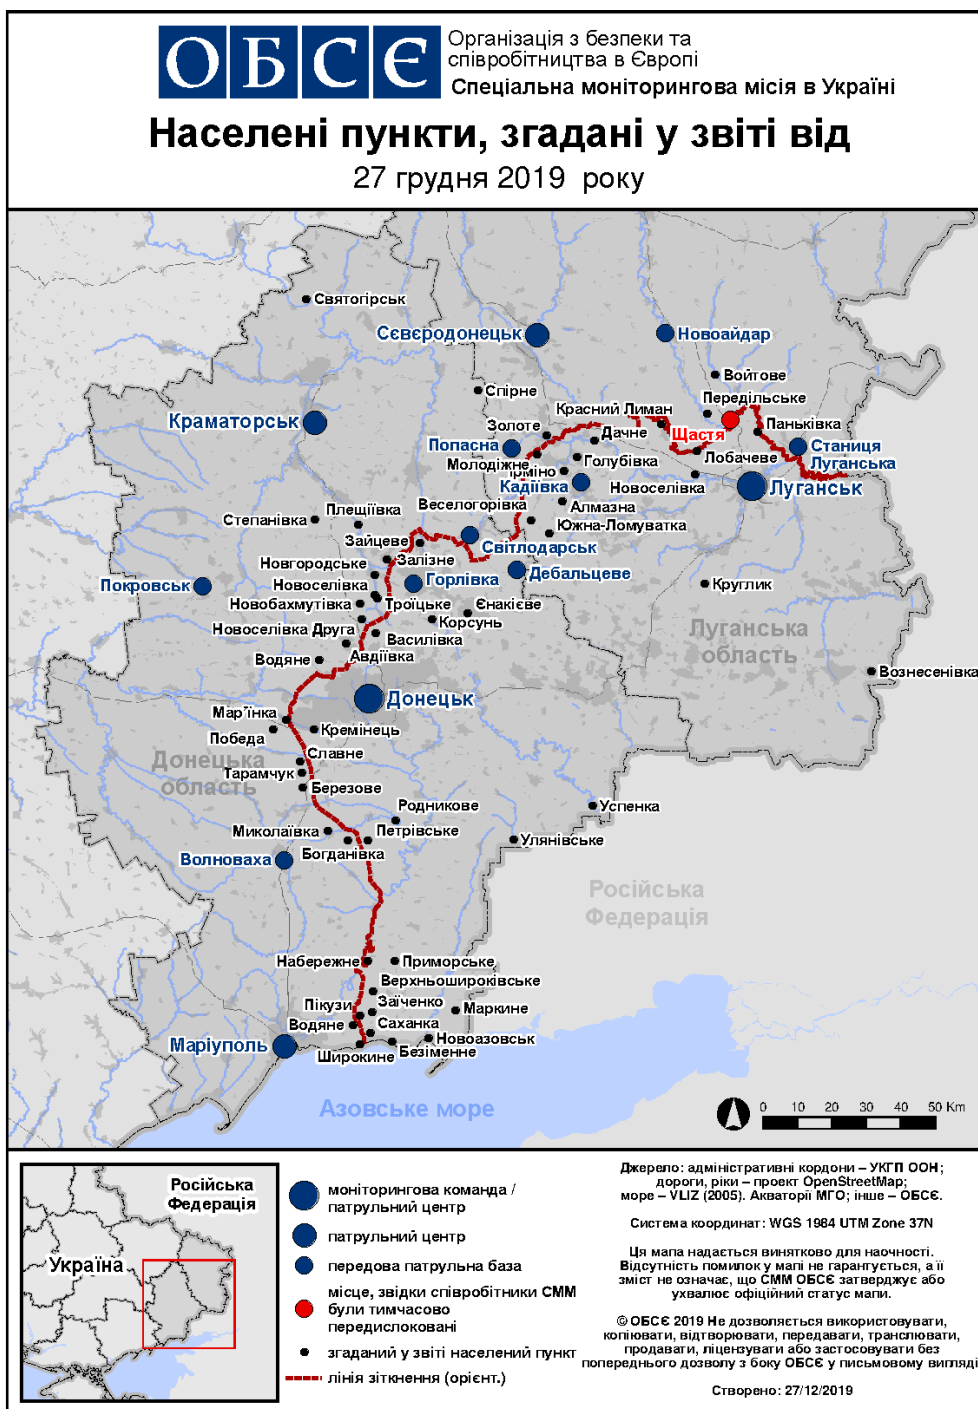 ОБСЄ
Організація з безпеки та
співробітництва в Європі
Спеціальна моніторингова місія в Україні
Населені пункти, згадані у звіті від
27 грудня 2019 року
Святогірськ
Сєвєродонецьк
Новоайдар
Войтове
Спірне
Передільське
Красний Лиман
Краматорськ
Щастя
Паньківка
Золоте
Дачне
Попасна
Станиця
Луганська
Молодіжне
Голубівка
Лобачеве
Ірміно
Кадіївка
Новоселівка
Луганськ
Веселогорівка
Алмазна
Плещіївка
Степанівка
Южна-Ломуватка
Зайцеве
Світлодарськ
Залізне
Новгородське
Дебальцеве
Покровськ
Новоселівка
Горлівка
Круглик
Новобахмутівка
Троїцьке
Єнакієве
Корсунь
Новоселівка Друга
Василівка
Луганська
область
Водяне
Авдіївка
Вознесенівка
Донецьк
Мар'їнка
Победа
Кремінець
Славне
Донецька
область
Тарамчук
Березове
Родникове
Успенка
Миколаївка
Петрівське
Улянівське
Богданівка
Волноваха
Російська
Федерація
Набережне
Приморське
Верхньошироківське
Пікузи
Заїченко
Маркине
Водяне
Саханка
Маріуполь
Новоазовськ
Широкине
Безіменне
Азовське море
0 10 20 30 40 50 Km
Російська
Федерація
Україна
моніторингова команда /
патрульний центр
патрульний центр
передова патрульна база
місце, звідки співробітники СММ
були тимчасово
передислоковані
згаданий у звіті населений пункт
лінія зіткнення (орієнт.)
Джерело: адміністративні кордони – УКГП ООН;
дороги, ріки – проект OpenStreetMap;
море – VLIZ (2005). Акваторії МГО; інше – ОБСЄ.
Система координат: WGS 1984 UTM Zone 37N
Ця мапа надається винятково для наочності.
Відсутність помилок у мапі не гарантується, а її
зміст не означає, що СММ ОБСЄ затверджує або
ухвалює офіційний статус мапи.
© ОБСЄ 2019 Не дозволяється використовувати,
копіювати, відтворювати, передавати, транслювати,
продавати, ліцензувати або застосовувати без
попереднього дозволу з боку ОБСЄ у письмовому вигляді
Створено: 27/12/2019